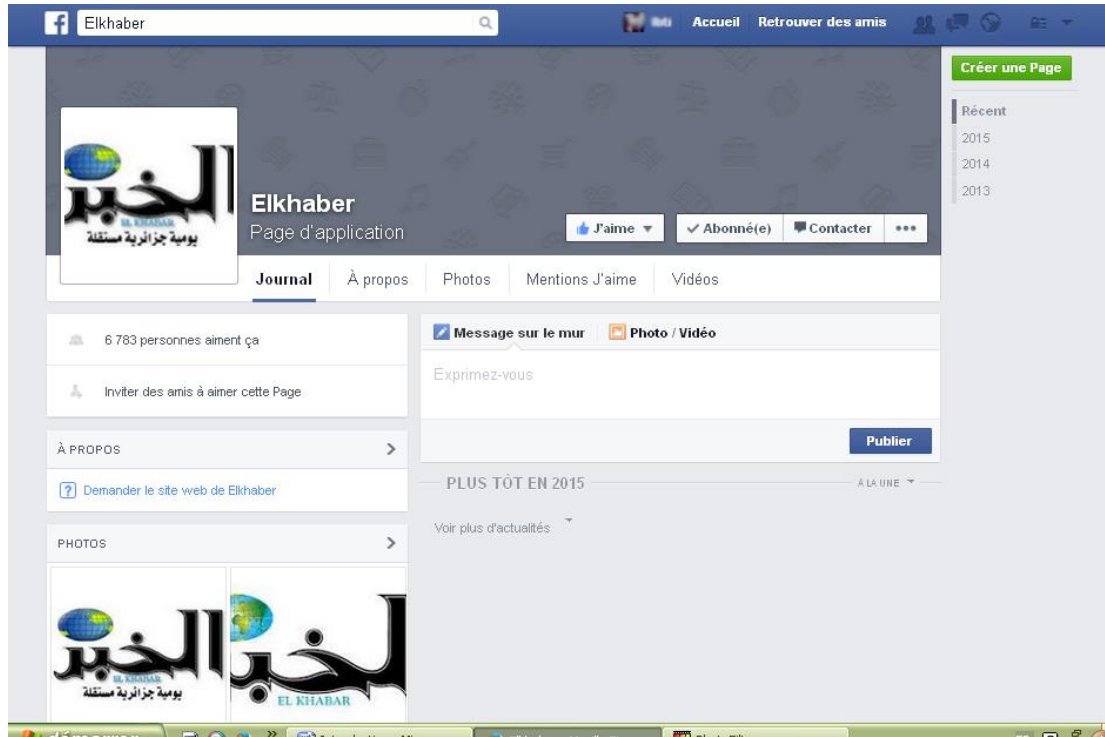 Elkhaber
Accueil Retrouver des amis
Créer une Page
Récent
2015
2014
2013
الخبر
EL KHABAR
يومية جزائرية مستقلة
Elkhaber
Page d'application
J'aime
Abonné(e)
Contacter
Journal À propos Photos Mentions J'aime Vidéos
6 783 personnes aiment ça
Inviter des amis à aimer cette Page
À PROPOS
Demander le site web de Elkhaber
PHOTOS
Message sur le mur Photo / Vidéo
Exprimez-vous
Publier
PLUS TÔT EN 2015
À LA UNE
Voir plus d'actualités
الخبر
EL KHABAR
يومية جزائرية مستقلة
EL KHABAR